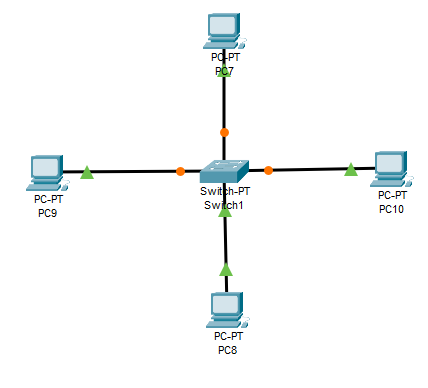 PC-PT
PC7
Switch-PT
Switch1
PC-PT
PC9
PC-PT
PC10
PC-PT
PC8